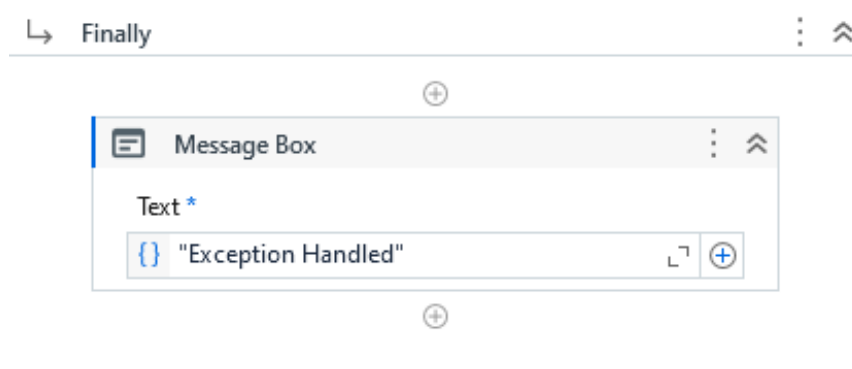 Finally
Message Box
Text *
{} "Exception Handled"